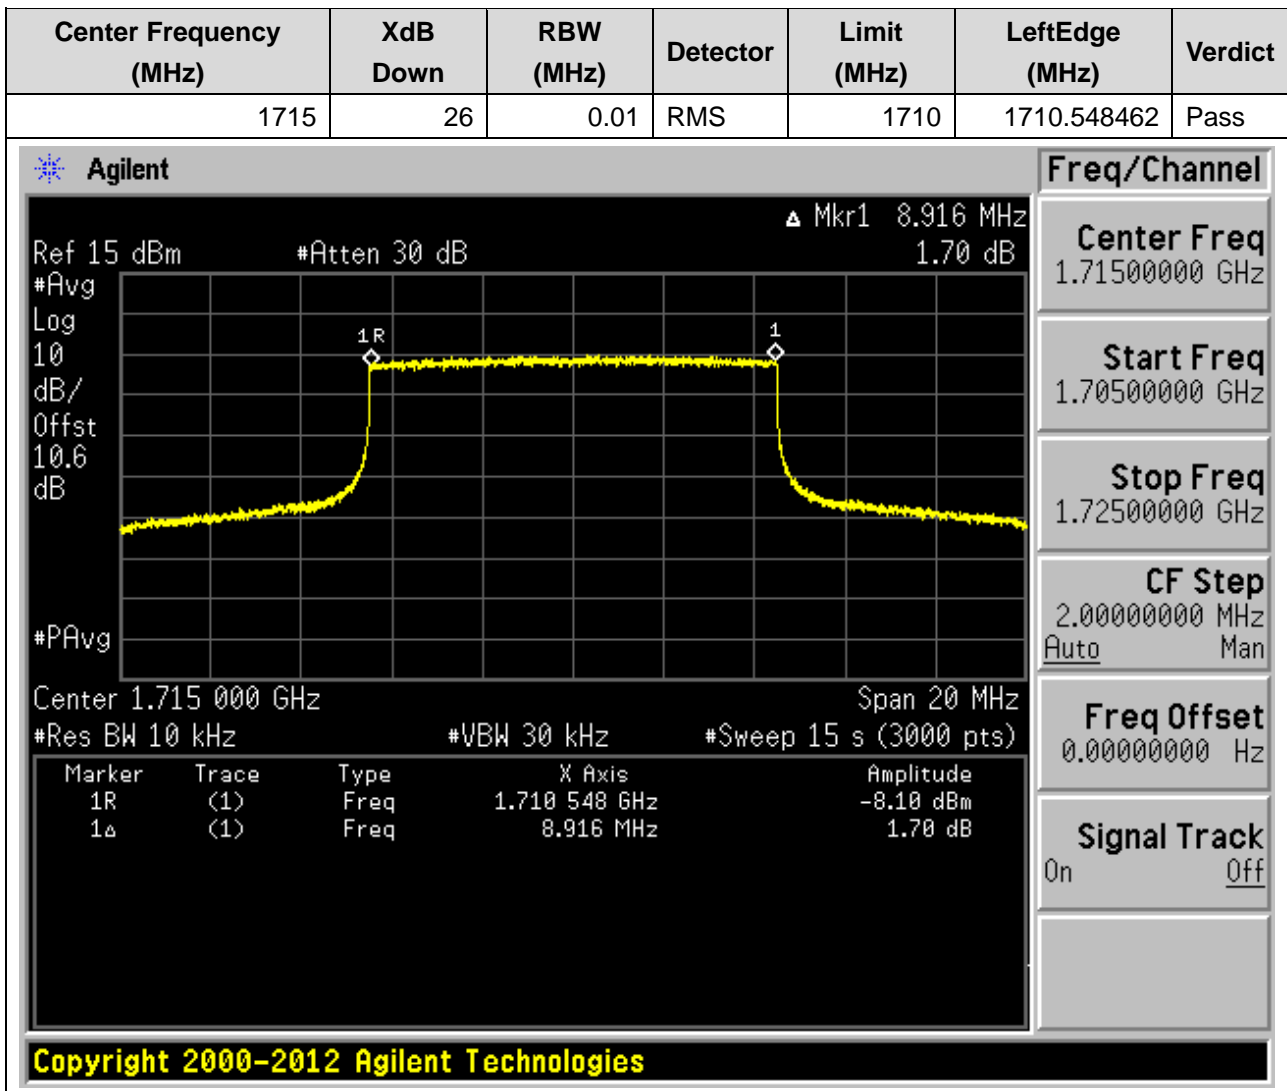 Center Frequency (MHz) XdB Down RBW (MHz) Detector Limit (MHz) LeftEdge (MHz) Verdict
1715 26 0.01 RMS 1710 1710.548462 Pass
Agilent
Freq/Channel
Δ Mkr1 8.916 MHz
Ref 15 dBm #Atten 30 dB 1.70 dB
#Avg
Log
10
dB/
Offst
10.6
dB
1R
1
#PAvg
Center 1.715 000 GHz Span 20 MHz
#Res BW 10 kHz #VBW 30 kHz #Sweep 15 s (3000 pts)
Marker Trace Type X Axis Amplitude
1R (1) Freq 1.710 548 GHz -8.10 dBm
1Δ (1) Freq 8.916 MHz 1.70 dB
Center Freq
1.71500000 GHz
Start Freq
1.70500000 GHz
Stop Freq
1.72500000 GHz
CF Step
2.00000000 MHz
Auto Man
Freq Offset
0.00000000 Hz
Signal Track
On Off
Copyright 2000-2012 Agilent Technologies